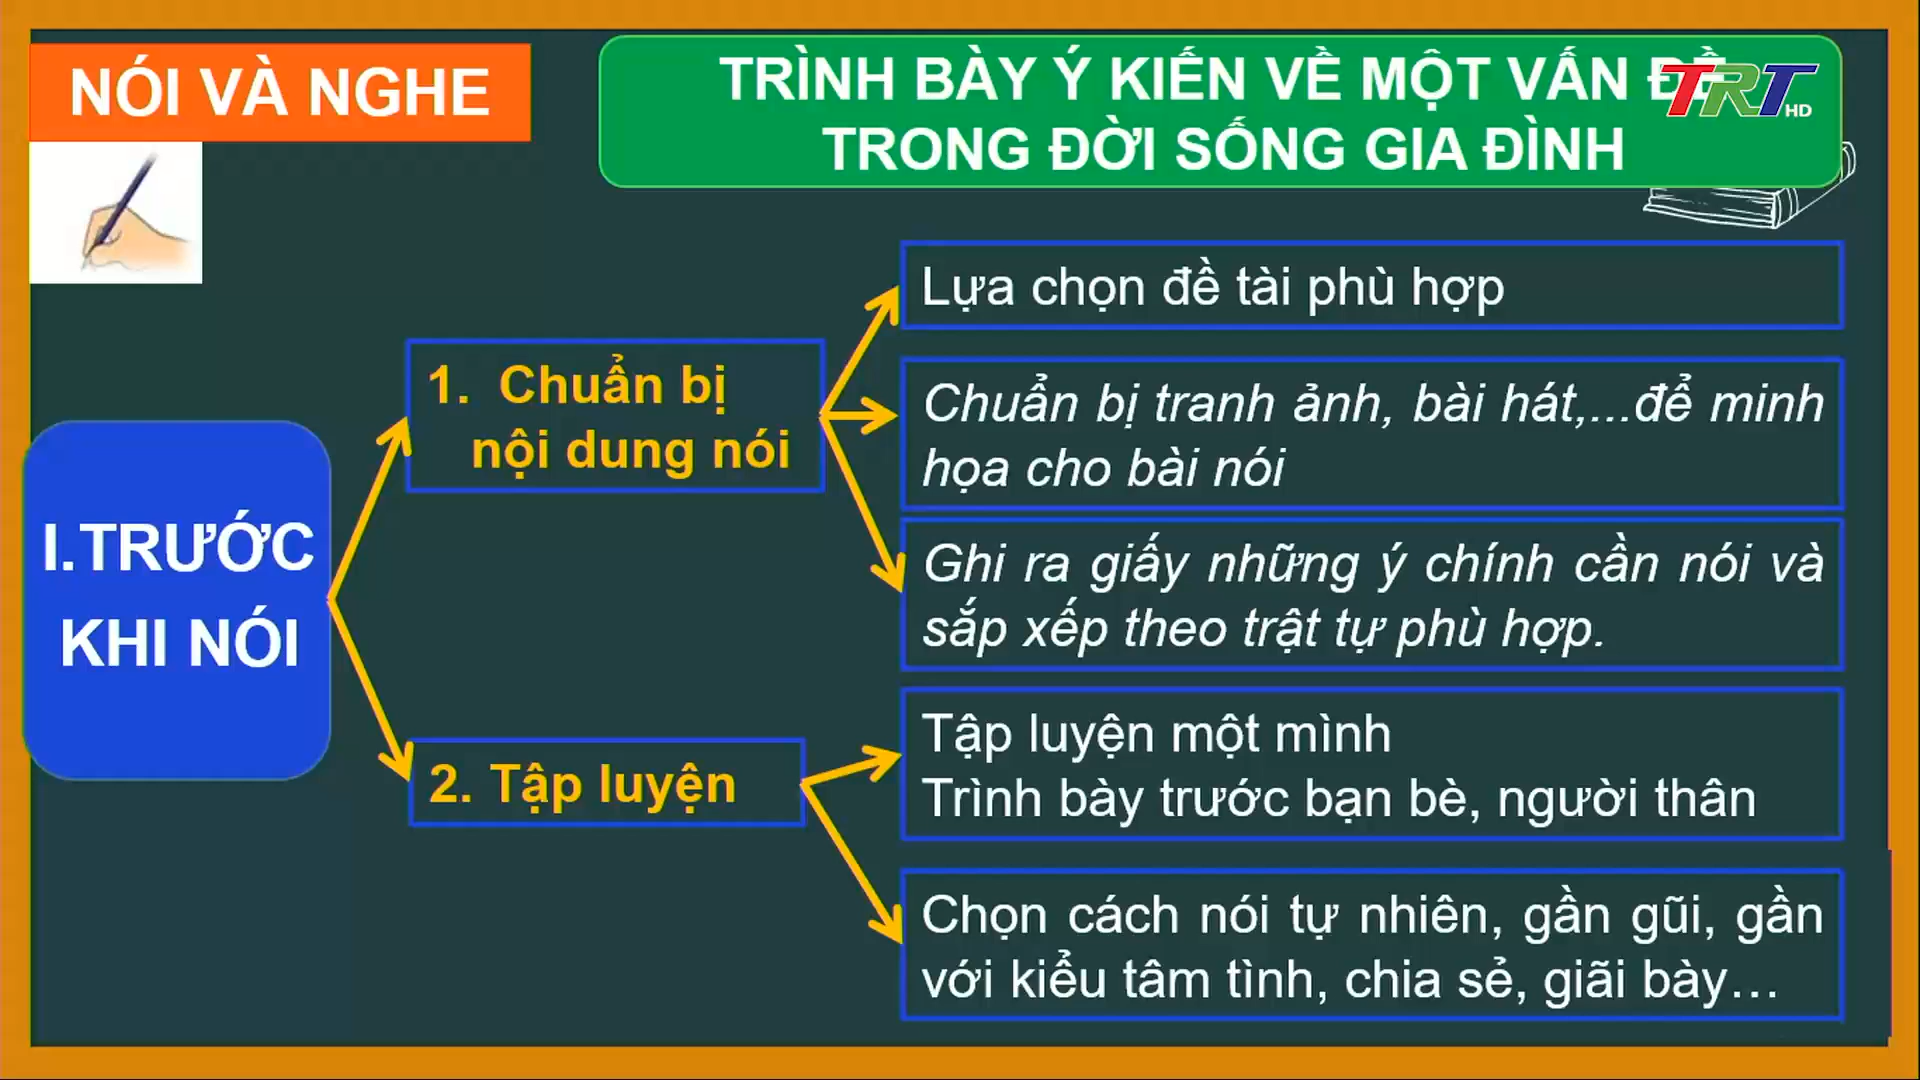 NÓI VÀ NGHE
TRÌNH BÀY Ý KIẾN VỀ MỘT VẤN ĐỀ
TRONG ĐỜI SỐNG GIA ĐÌNH
TRT HD
I.TRƯỚC
KHI NÓI
1. Chuẩn bị
nội dung nói
Lựa chọn đề tài phù hợp
Chuẩn bị tranh ảnh, bài hát,...để minh
họa cho bài nói
Ghi ra giấy những ý chính cần nói và
sắp xếp theo trật tự phù hợp.
2. Tập luyện
Tập luyện một mình
Trình bày trước bạn bè, người thân
Chọn cách nói tự nhiên, gần gũi, gần
với kiểu tâm tình, chia sẻ, giãi bày…